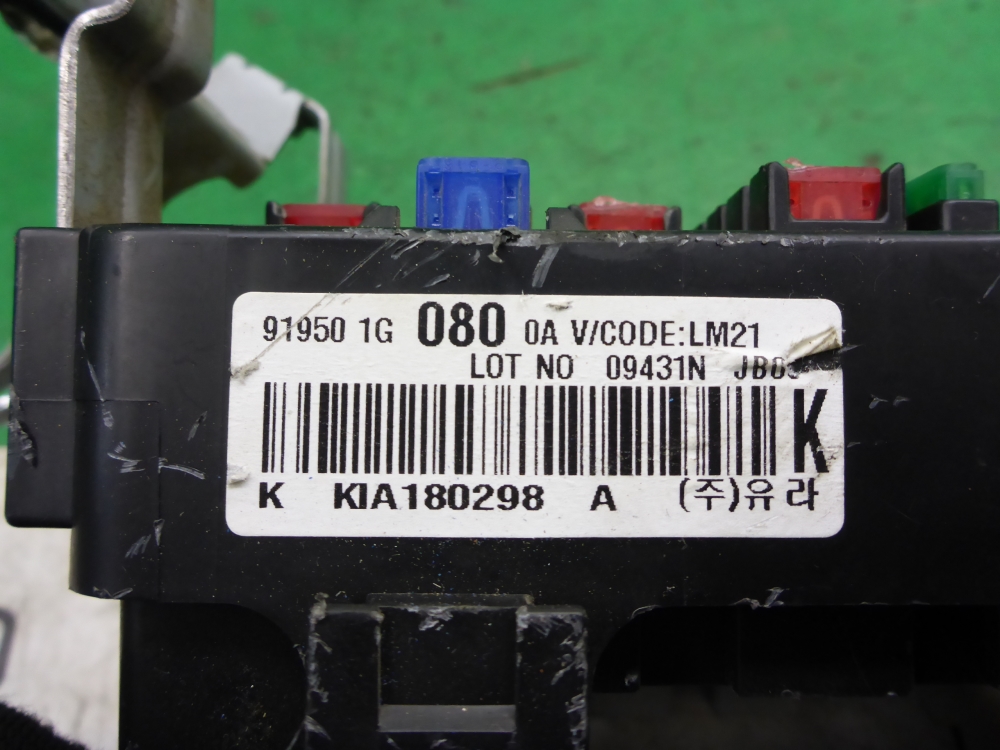 91950 1G 080 0A V/CODE:LM21
LOT NO 09431N
K
K KIA180298 A (주)유라